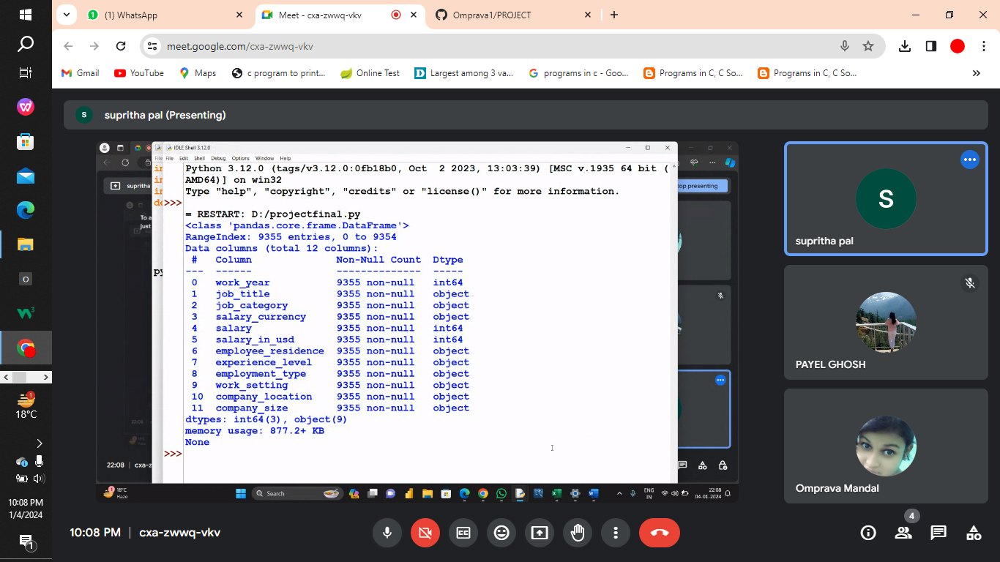 (1) WhatsApp
Meet - cxa-zwwq-vkv
Omprava1/PROJECT
meet.google.com/cxa-zwwq-vkv
Gmail
YouTube
Maps
c program to print...
Online Test
Largest among 3 va...
programs in c - Goo...
Programs in C, C So...
Programs in C, C So...
S
supritha pal (Presenting)
IDLE Shell 3.12.0
File Edit Shell Debug Options Window Help
Python 3.12.0 (tags/v3.12.0:0fb18b0, Oct  2 2023, 13:03:39) [MSC v.1935 64 bit (
AMD64)] on win32
Type "help", "copyright", "credits" or "license()" for more information.
>>>
= RESTART: D:/projectfinal.py
<class 'pandas.core.frame.DataFrame'>
RangeIndex: 9355 entries, 0 to 9354
Data columns (total 12 columns):
 #   Column              Non-Null Count  Dtype
---  ------              --------------  -----
 0   work_year           9355 non-null   int64
 1   job_title           9355 non-null   object
 2   job_category        9355 non-null   object
 3   salary_currency     9355 non-null   object
 4   salary              9355 non-null   int64
 5   salary_in_usd       9355 non-null   int64
 6   employee_residence  9355 non-null   object
 7   experience_level    9355 non-null   object
 8   employment_type     9355 non-null   object
 9   work_setting        9355 non-null   object
 10  company_location    9355 non-null   object
 11  company_size        9355 non-null   object
dtypes: int64(3), object(9)
memory usage: 877.2+ KB
None
>>>
supritha
To a
just
op presenting
22:08 | cxa-z
18°C
Haze
Search
ENG
IN
22:08
04-01-2024
S
supritha pal
PAYEL GHOSH
Omprava Mandal
10:08 PM | cxa-zwwq-vkv
4
18°C
10:08 PM
1/4/2024
1